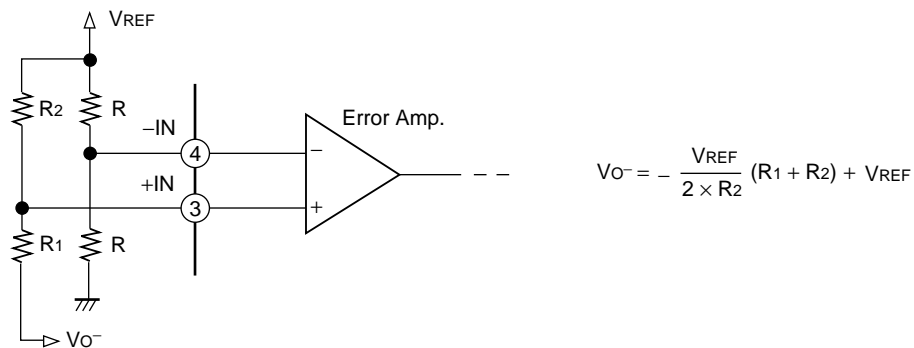 VREF
R2
R
−IN
Error Amp.
4
−
+IN
3
+
R1
R
VO−
VO− = − VREF / 2 × R2 (R1 + R2) + VREF